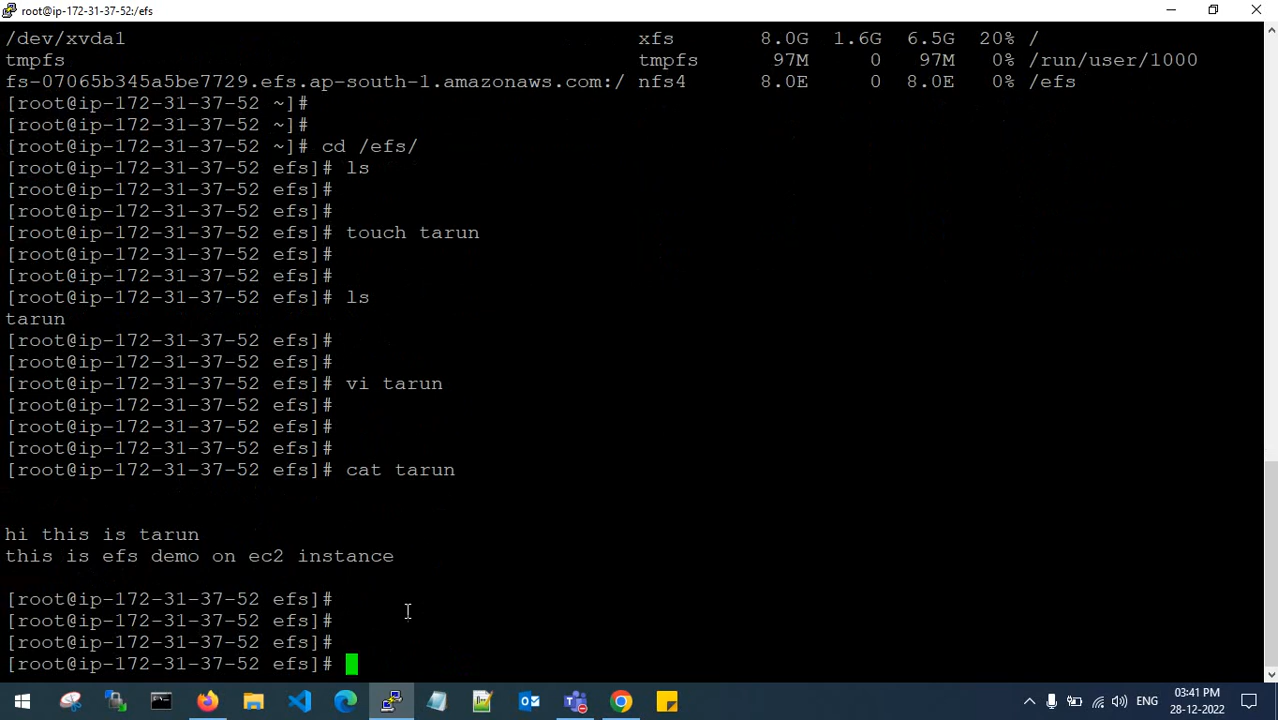 root@ip-172-31-37-52:/efs
/dev/xvda1 xfs 8.0G 1.6G 6.5G 20% /
tmpfs tmpfs 97M 0 97M 0% /run/user/1000
fs-07065b345a5be7729.efs.ap-south-1.amazonaws.com:/ nfs4 8.0E 0 8.0E 0% /efs
[root@ip-172-31-37-52 ~]#
[root@ip-172-31-37-52 ~]#
[root@ip-172-31-37-52 ~]# cd /efs/
[root@ip-172-31-37-52 efs]# ls
[root@ip-172-31-37-52 efs]#
[root@ip-172-31-37-52 efs]#
[root@ip-172-31-37-52 efs]# touch tarun
[root@ip-172-31-37-52 efs]#
[root@ip-172-31-37-52 efs]#
[root@ip-172-31-37-52 efs]# ls
tarun
[root@ip-172-31-37-52 efs]#
[root@ip-172-31-37-52 efs]#
[root@ip-172-31-37-52 efs]# vi tarun
[root@ip-172-31-37-52 efs]#
[root@ip-172-31-37-52 efs]#
[root@ip-172-31-37-52 efs]#
[root@ip-172-31-37-52 efs]# cat tarun
hi this is tarun
this is efs demo on ec2 instance
[root@ip-172-31-37-52 efs]#
[root@ip-172-31-37-52 efs]#
[root@ip-172-31-37-52 efs]#
[root@ip-172-31-37-52 efs]#
ENG
03:41 PM
28-12-2022